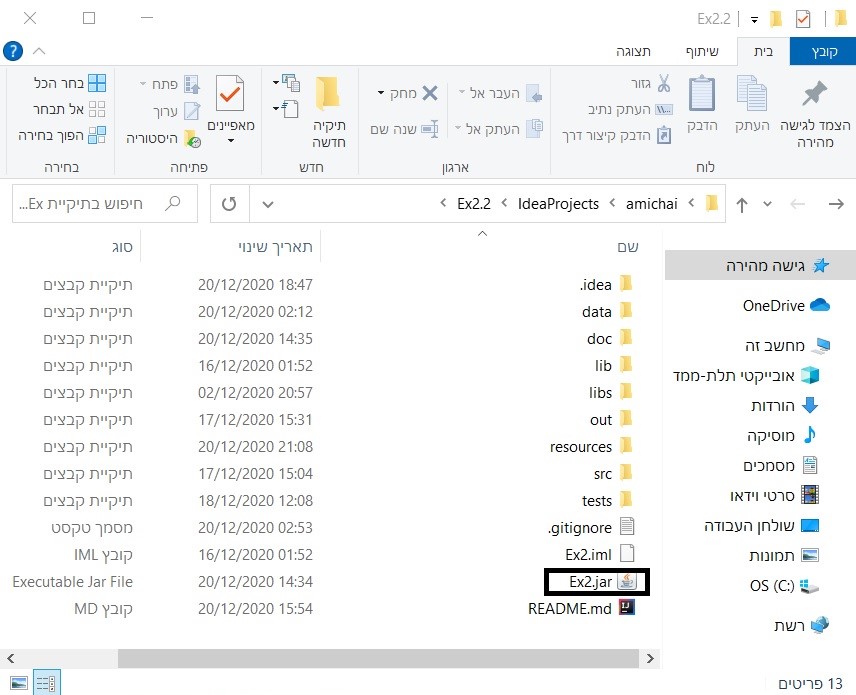 Ex2.2
קובץ
בית
שיתוף
תצוגה
הצמד לגישה
מהירה
העתק
הדבק
גזור
העתק נתיב
הדבק קיצור דרך
לוח
העבר אל
העתק אל
מחק
שנה שם
ארגון
תיקיה
חדשה
חדש
מאפיינים
פתח
ערוך
היסטוריה
פתיחה
בחר הכל
אל תבחר
הפוך בחירה
בחירה
amichai
IdeaProjects
Ex2.2
חיפוש בתיקיית Ex...
גישה מהירה
OneDrive
מחשב זה
אובייקטי תלת-ממד
הורדות
מוסיקה
מסמכים
סרטי וידאו
שולחן העבודה
תמונות
OS (C:)
רשת
שם תאריך שינוי סוג
.idea 20/12/2020 18:47 תיקיית קבצים
data 20/12/2020 02:12 תיקיית קבצים
doc 20/12/2020 14:35 תיקיית קבצים
lib 16/12/2020 01:52 תיקיית קבצים
libs 02/12/2020 20:57 תיקיית קבצים
out 17/12/2020 15:31 תיקיית קבצים
resources 20/12/2020 21:08 תיקיית קבצים
src 17/12/2020 15:04 תיקיית קבצים
tests 18/12/2020 12:08 תיקיית קבצים
.gitignore 20/12/2020 02:53 מסמך טקסט
Ex2.iml 16/12/2020 01:52 קובץ IML
Ex2.jar 20/12/2020 14:34 Executable Jar File
README.md 20/12/2020 15:54 קובץ MD
13 פריטים